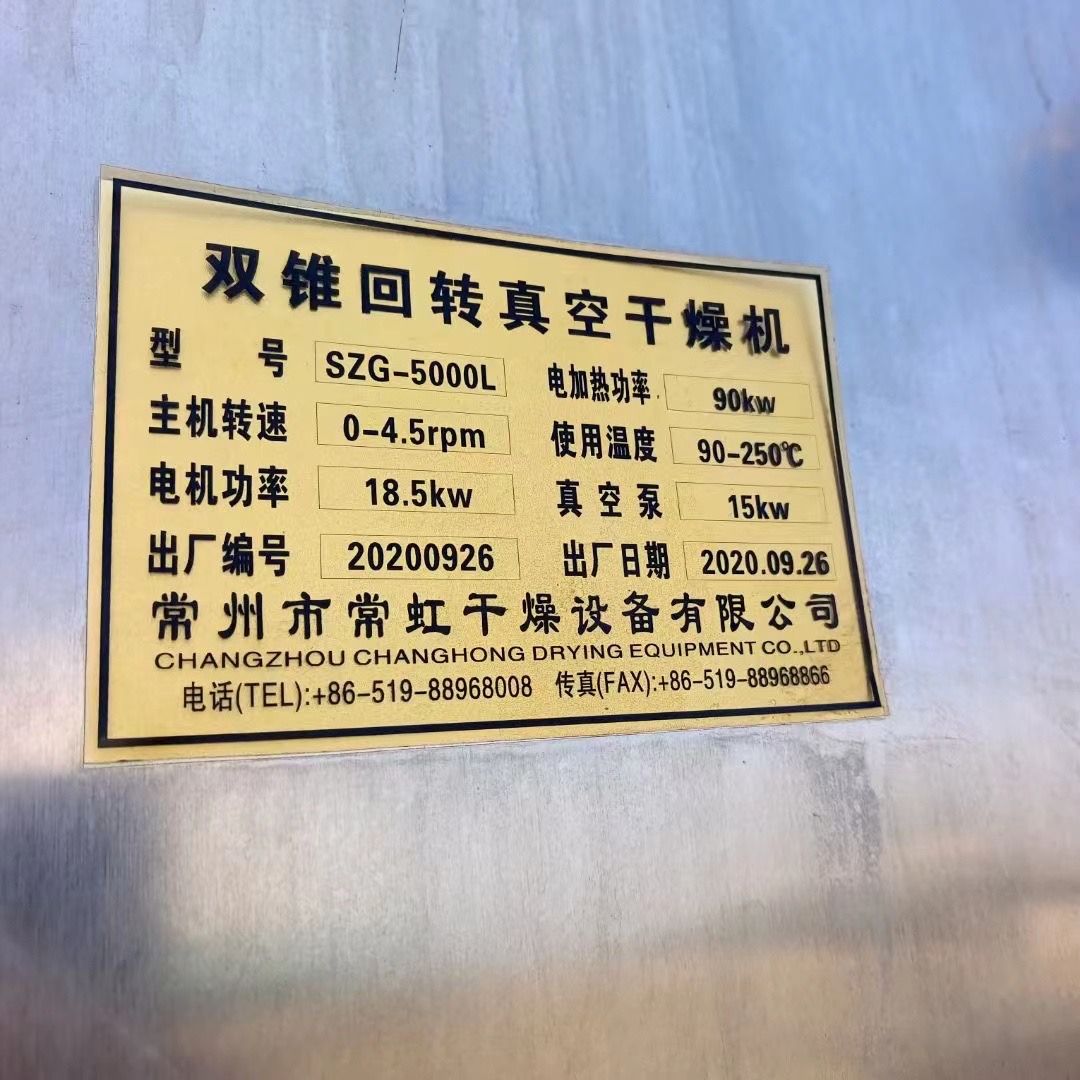 双锥回转真空干燥机
型号 SZG-5000L 电加热功率 90kw
主机转速 0-4.5rpm 使用温度 90-250℃
电机功率 18.5kw 真空泵 15kw
出厂编号 20200926 出厂日期 2020.09.26
常州市常虹干燥设备有限公司
CHANGZHOU CHANGHONG DRYING EQUIPMENT CO.,LTD
电话(TEL):+86-519-88968008 传真(FAX):+86-519-88968866